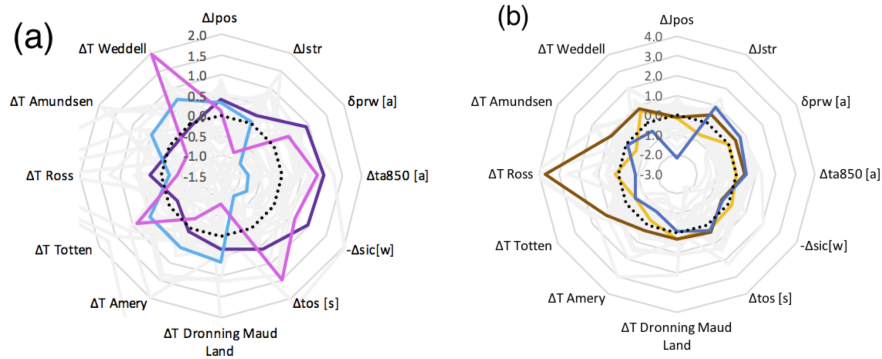 (a)
ΔJpos
ΔJstr
δprw [a]
Δta850 [a]
-Δsic[w]
Δtos [s]
ΔT Dronning Maud
Land
ΔT Amery
ΔT Totten
ΔT Ross
ΔT Amundsen
ΔT Weddell
2.0
1.5
1.0
0.5
0.0
-0.5
-1.0
-1.5
(b)
ΔJpos
ΔJstr
δprw [a]
Δta850 [a]
-Δsic[w]
Δtos [s]
ΔT Dronning Maud
Land
ΔT Amery
ΔT Totten
ΔT Ross
ΔT Amundsen
ΔT Weddell
4.0
3.0
2.0
1.0
0.0
-1.0
-2.0
-3.0